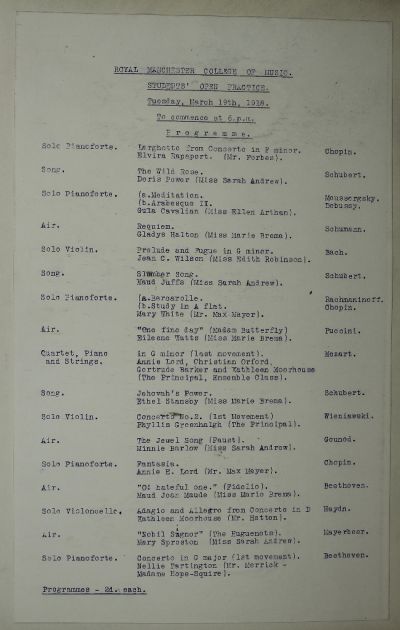 ROYAL MANCHESTER COLLEGE OF MUSIC.
STUDENTS' OPEN PRACTICE.
Tuesday, March 19th, 1918.
To commence at 6.p.m.
Programme.
Solo Pianoforte. Larghetto from Concerto in F minor. Chopin.
Elvira Rapaport. (Mr. Forbes).
Song. The Wild Rose. Schubert.
Doris Power (Miss Sarah Andrew).
Solo Pianoforte. (a.Meditation. Moussorgsky.
(b.Arabesque II. Debussy.
Gula Cavalian (Miss Ellen Arthan).
Air. Requiem. Schumann.
Gladys Halton (Miss Marie Brema).
Solo Violin. Prelude and Fugue in G minor. Bach.
Jean C. Wilson (Miss Edith Robinson).
Song. Slumber Song. Schubert.
Maud Juffs (Miss Sarah Andrew).
Solo Pianoforte. (a.Barcarolle. Rachmaninoff.
(b.Study in A flat. Chopin.
Mary White (Mr. Max Mayer).
Air. "One fine day" (Madam Butterfly) Puccini.
Eileene Watts (Miss Marie Brema).
Quartet, Piano in G minor (last movement). Mozart.
and Strings. Annie Lord, Christian Orford,
Gertrude Barker and Kathleen Moorhouse
(The Principal, Ensemble Class).
Song. Jehovah's Power. Schubert.
Ethel Stansby (Miss Marie Brema).
Solo Violin. Concerto No.2. (1st Movement) Wieniawski.
Phyllis Greenhalgh (The Principal).
Air. The Jewel Song (Faust). Gounod.
Minnie Barlow (Miss Sarah Andrew).
Solo Pianoforte. Fantasia. Chopin.
Annie H. Lord (Mr. Max Mayer).
Air. "O! hateful one." (Fidelio). Beethoven.
Maud Jean Maude (Miss Marie Brema).
Solo Violoncello. Adagio and Allegro from Concerto in D Haydn.
Kathleen Moorhouse (Mr. Hatton).
Air. "Nobil Signor" (The Huguenots). Meyerbeer.
Mary Sproston (Miss Sarah Andrew).
Solo Pianoforte. Concerto in G major (1st movement). Beethoven.
Nellie Tartington (Mr. Merrick -
Madame Hope-Squire).
Programmes - 2d. each.